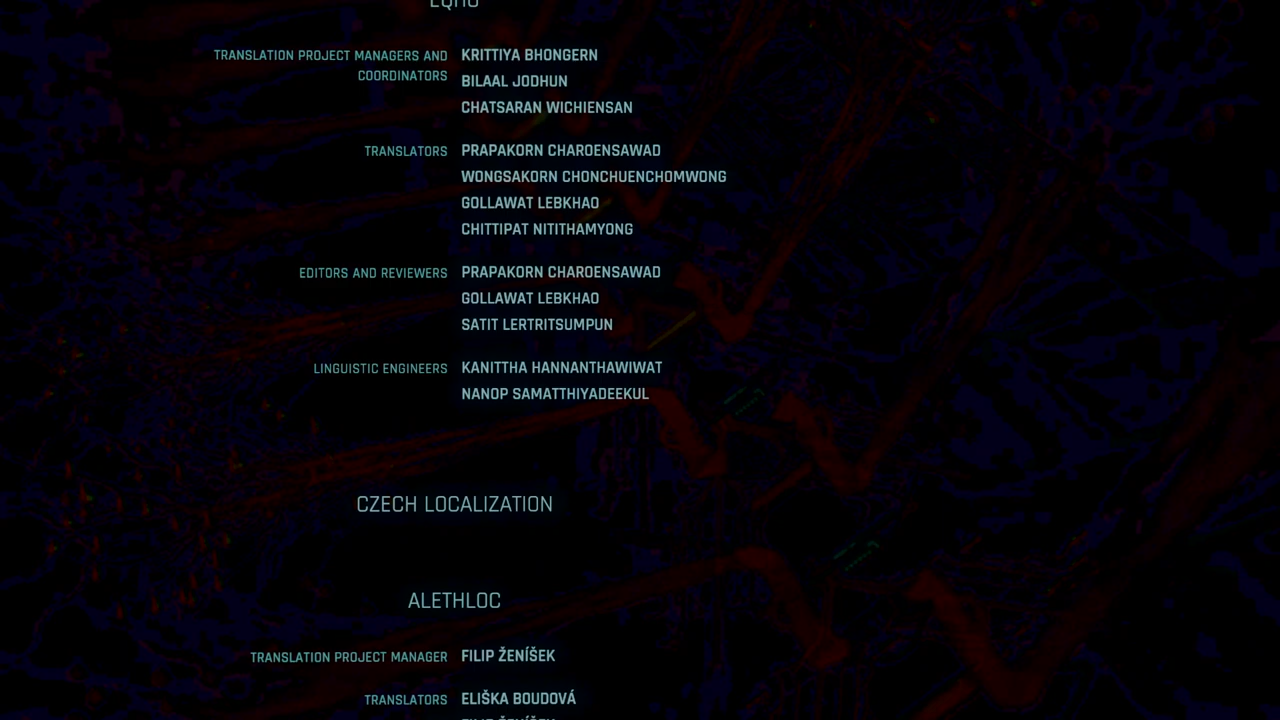 EQHO
TRANSLATION PROJECT MANAGERS AND COORDINATORS
KRITTIYA BHONGERN
BILAAL JODHUN
CHATSARAN WICHIENSAN
TRANSLATORS
PRAPAKORN CHAROENSAWAD
WONGSAKORN CHONCHUENCHOMWONG
GOLLAWAT LEBKHAO
CHITTIPAT NITITHAMYONG
EDITORS AND REVIEWERS
PRAPAKORN CHAROENSAWAD
GOLLAWAT LEBKHAO
SATIT LERTRITSUMPUN
LINGUISTIC ENGINEERS
KANITTHA HANNANTHAWIWAT
NANOP SAMATTHIYADEEKUL
CZECH LOCALIZATION
ALETHLOC
TRANSLATION PROJECT MANAGER
FILIP ŽENÍŠEK
TRANSLATORS
ELIŠKA BOUDOVÁ